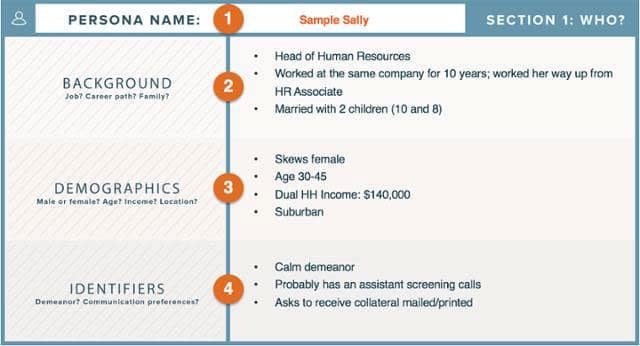 PERSONA NAME:
1
Sample Sally
SECTION 1: WHO?
BACKGROUND
Job? Career path? Family?
2
• Head of Human Resources
• Worked at the same company for 10 years; worked her way up from
HR Associate
• Married with 2 children (10 and 8)
DEMOGRAPHICS
Male or female? Age? Income? Location?
3
• Skews female
• Age 30-45
• Dual HH Income: $140,000
• Suburban
IDENTIFIERS
Demeanor? Communication preferences?
4
• Calm demeanor
• Probably has an assistant screening calls
• Asks to receive collateral mailed/printed